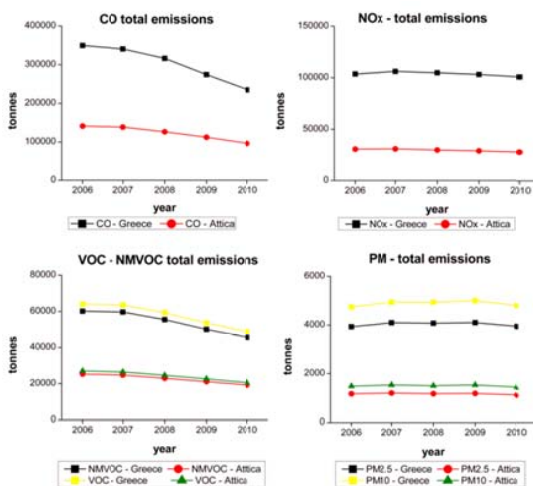 CO total emissions
400000
300000
200000
100000
0
tonnes
2006 2007 2008 2009 2010
year
CO - Greece CO - Attica
NOx - total emissions
150000
100000
50000
0
tonnes
2006 2007 2008 2009 2010
year
NOx - Greece NOx - Attica
VOC - NMVOC total emissions
80000
60000
40000
20000
0
tonnes
2006 2007 2008 2009 2010
year
NMVOC - Greece NMVOC - Attica
VOC - Greece VOC - Attica
PM - total emissions
6000
4000
2000
0
tonnes
2006 2007 2008 2009 2010
year
PM2.5 - Greece PM2.5 - Attica
PM10 - Greece PM10 - Attica